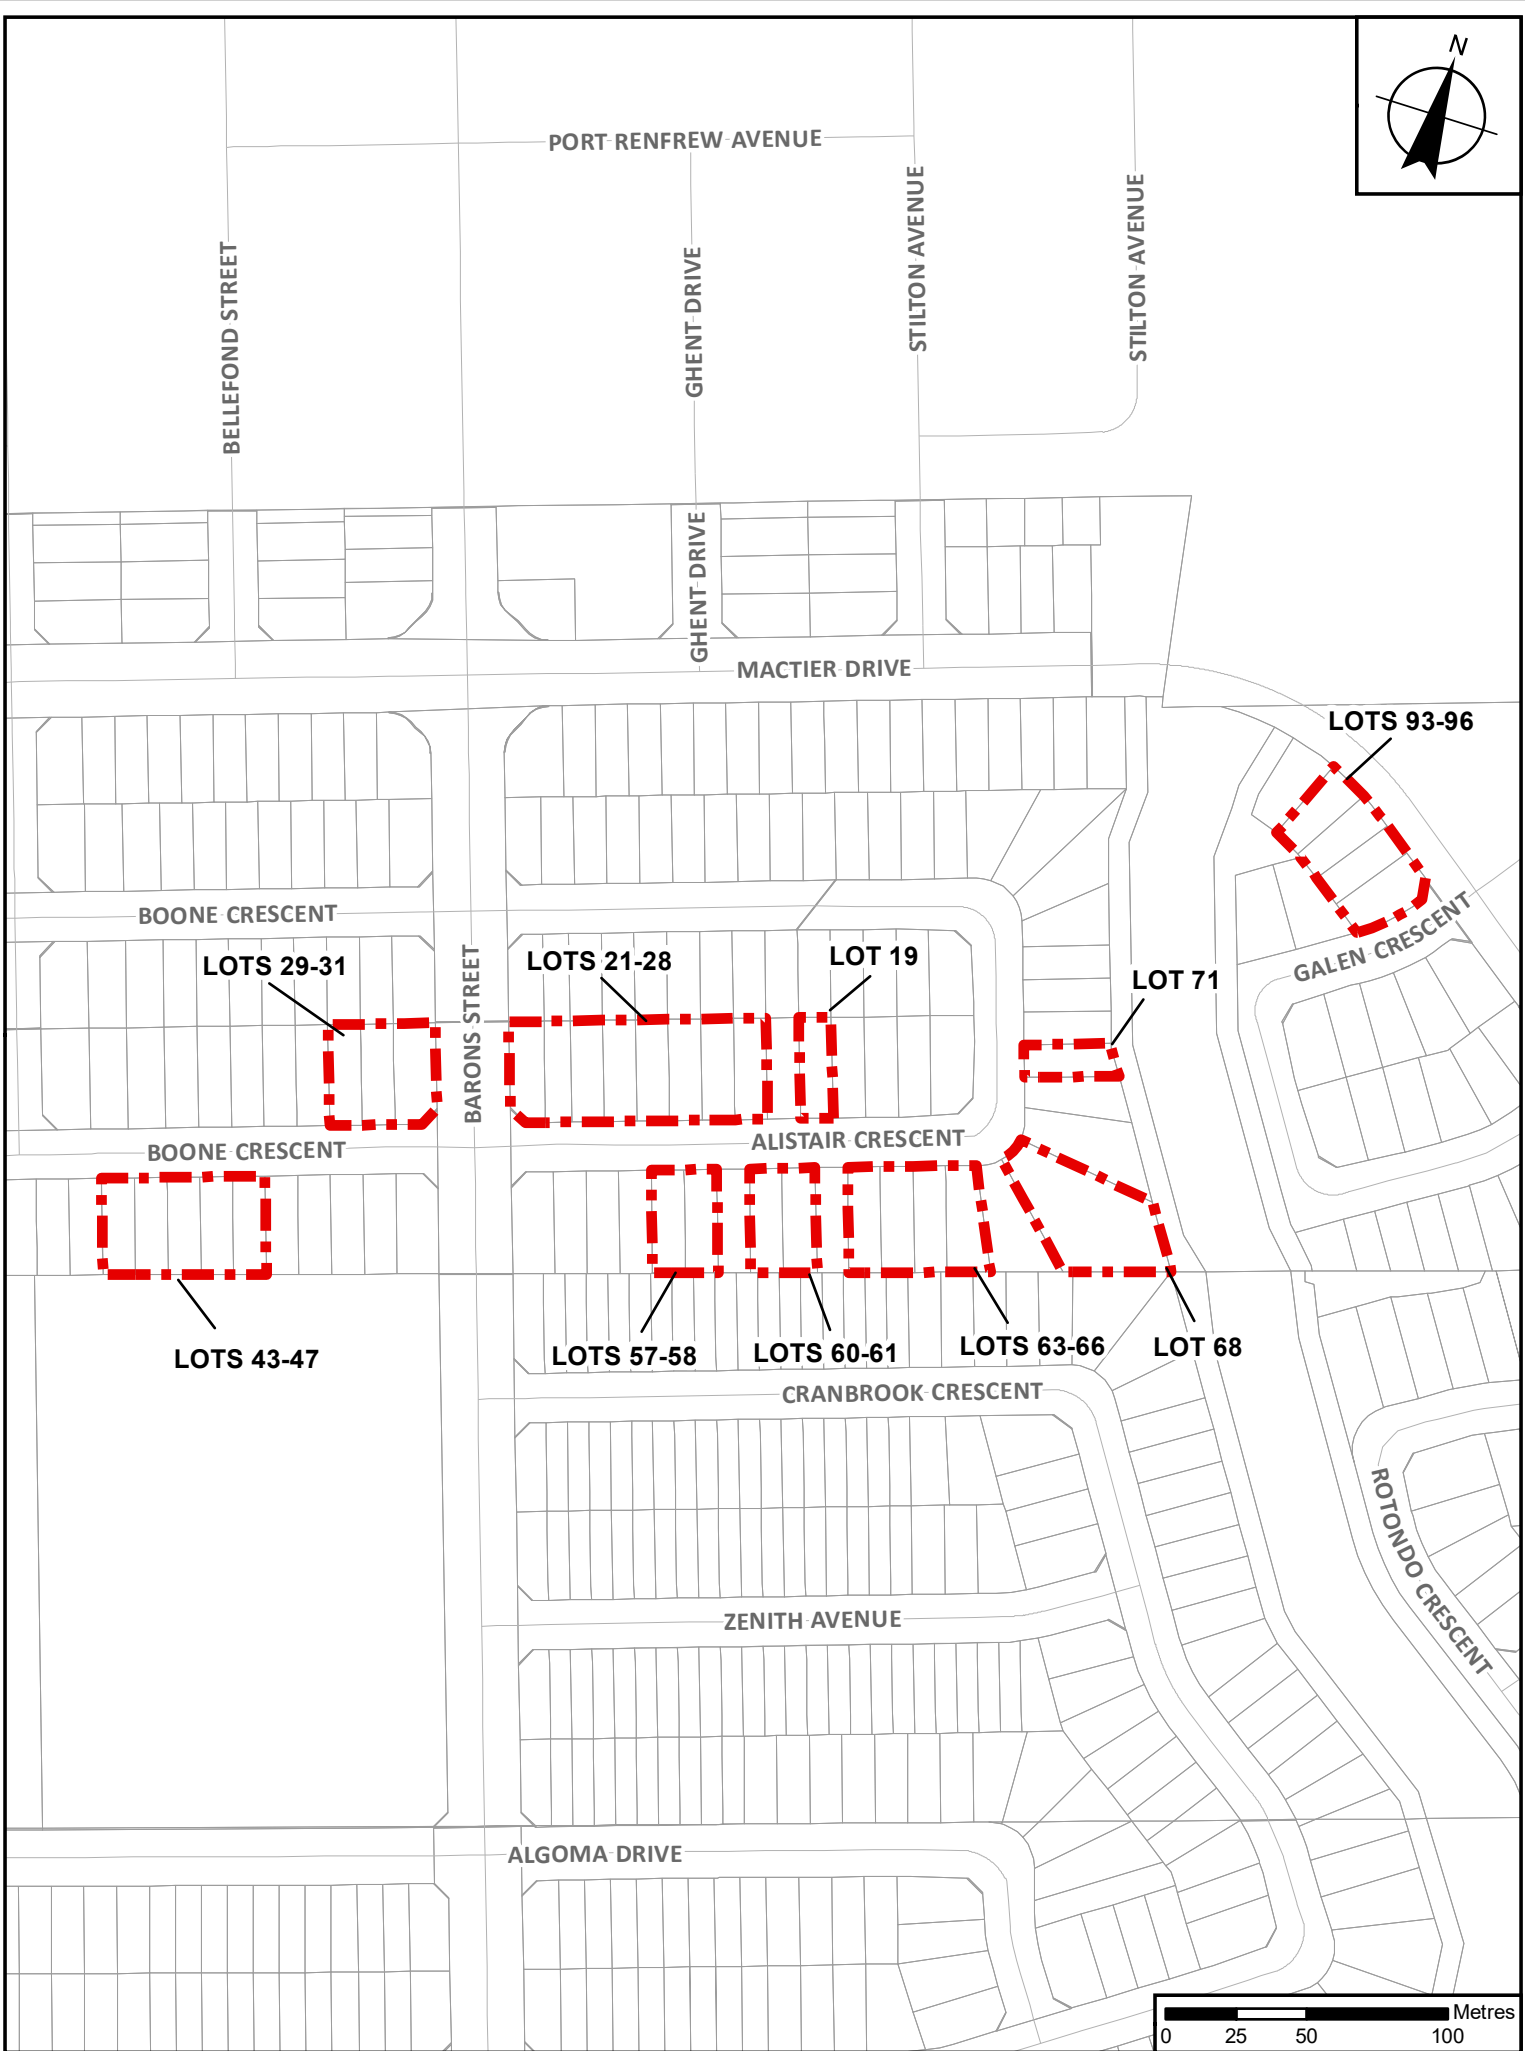 N
PORT RENFREW AVENUE
BELLEFOND STREET
GHENT DRIVE
STILTON AVENUE
STILTON AVENUE
GHENT DRIVE
MACTIER DRIVE
LOTS 93-96
BOONE CRESCENT
GALEN CRESCENT
LOTS 29-31
LOTS 21-28
LOT 19
LOT 71
BARONS STREET
BOONE CRESCENT
ALISTAIR CRESCENT
LOTS 43-47
LOTS 57-58
LOTS 60-61
LOTS 63-66
LOT 68
CRANBROOK CRESCENT
ROTONDO CRESCENT
ZENITH AVENUE
ALGOMA DRIVE
Metres
0 25 50 100